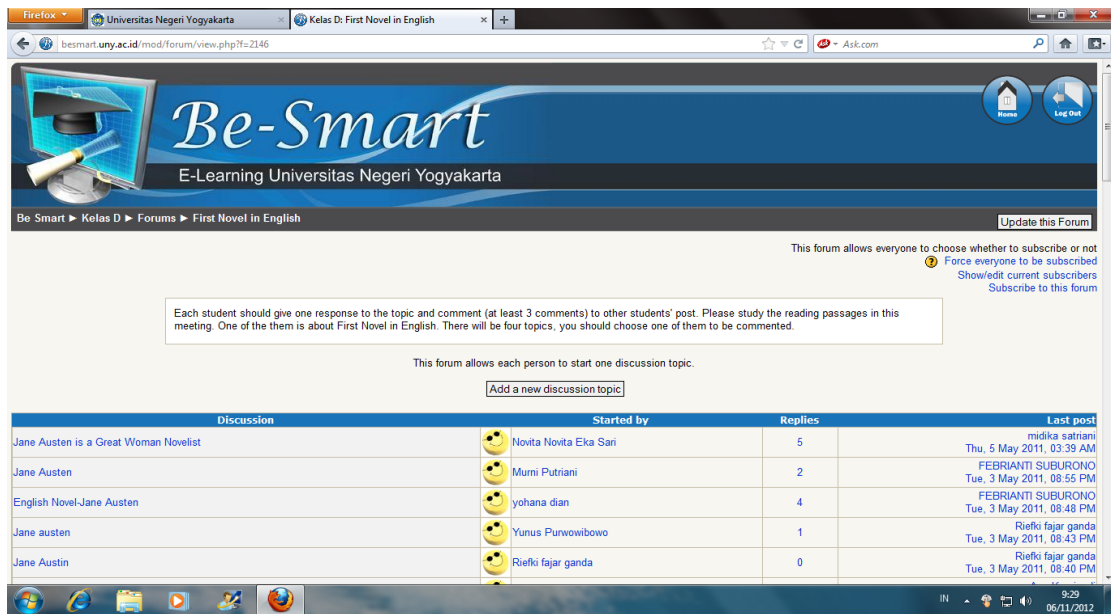 Firefox
Universitas Negeri Yogyakarta
Kelas D: First Novel in English
besmart.uny.ac.id/mod/forum/view.php?f=2146
Ask.com
Be-Smart
E-Learning Universitas Negeri Yogyakarta
Home
Log Out
Be Smart ► Kelas D ► Forums ► First Novel in English
Update this Forum
This forum allows everyone to choose whether to subscribe or not
Force everyone to be subscribed
Show/edit current subscribers
Subscribe to this forum
Each student should give one response to the topic and comment (at least 3 comments) to other students' post. Please study the reading passages in this
meeting. One of the them is about First Novel in English. There will be four topics, you should choose one of them to be commented.
This forum allows each person to start one discussion topic.
Add a new discussion topic
Discussion Started by Replies Last post
Jane Austen is a Great Woman Novelist Novita Novita Eka Sari 5 midika satriani
Thu, 5 May 2011, 03:39 AM
Jane Austen Murni Putriani 2 FEBRIANTI SUBURONO
Tue, 3 May 2011, 08:55 PM
English Novel-Jane Austen yohana dian 4 FEBRIANTI SUBURONO
Tue, 3 May 2011, 08:48 PM
Jane austen Yunus Purwowibowo 1 Riefki fajar ganda
Tue, 3 May 2011, 08:43 PM
Jane Austin Riefki fajar ganda 0 Riefki fajar ganda
Tue, 3 May 2011, 08:40 PM
IN
9:29
06/11/2012